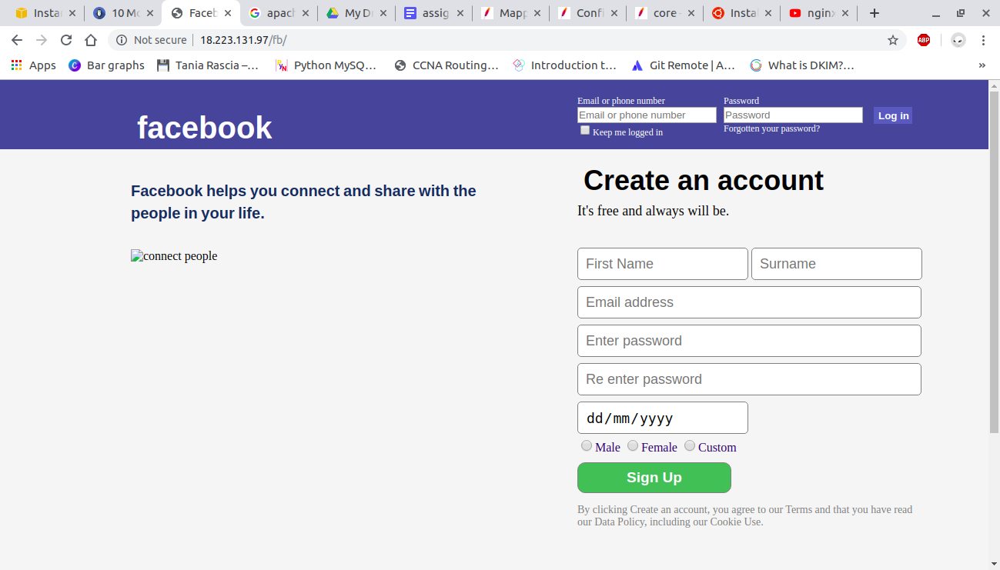 Instan
10 Mo
Faceb
apach
My Dr
assig
Mapp
Confi
core -
Instal
nginx
Not secure
18.223.131.97/fb/
ABP
Apps
Bar graphs
Tania Rascia –…
Python MySQ…
CCNA Routing…
Introduction t…
Git Remote | A…
What is DKIM?…
»
facebook
Email or phone number
Password
Email or phone number
Password
Log in
Keep me logged in
Forgotten your password?
Facebook helps you connect and share with the
people in your life.
connect people
Create an account
It's free and always will be.
First Name
Surname
Email address
Enter password
Re enter password
dd/mm/yyyy
Male
Female
Custom
Sign Up
By clicking Create an account, you agree to our Terms and that you have read
our Data Policy, including our Cookie Use.